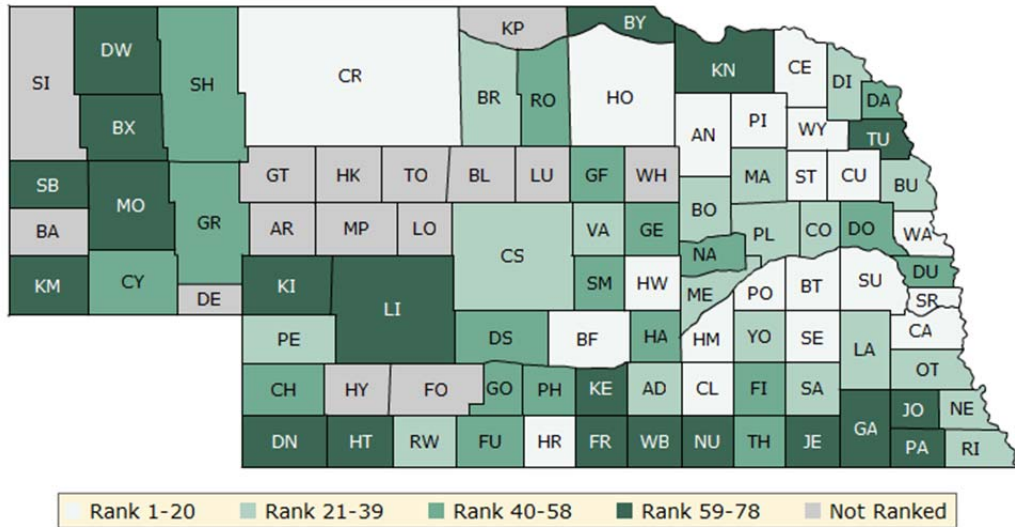 DW
KP
BY
SI
SH
CR
BR
RO
HO
KN
CE
DI
DA
BX
AN
PI
WY
TU
SB
MO
GR
GT
HK
TO
BL
LU
GF
WH
MA
ST
CU
BU
BA
AR
MP
LO
CS
VA
GE
BO
PL
CO
DO
WA
KM
CY
DE
KI
LI
SM
HW
NA
ME
PO
BT
SU
DU
SR
PE
DS
BF
HA
HM
YO
SE
LA
CA
OT
CH
HY
FO
GO
PH
KE
AD
CL
FI
SA
GA
JO
NE
DN
HT
RW
FU
HR
FR
WB
NU
TH
JE
PA
RI
Rank 1-20 Rank 21-39 Rank 40-58 Rank 59-78 Not Ranked